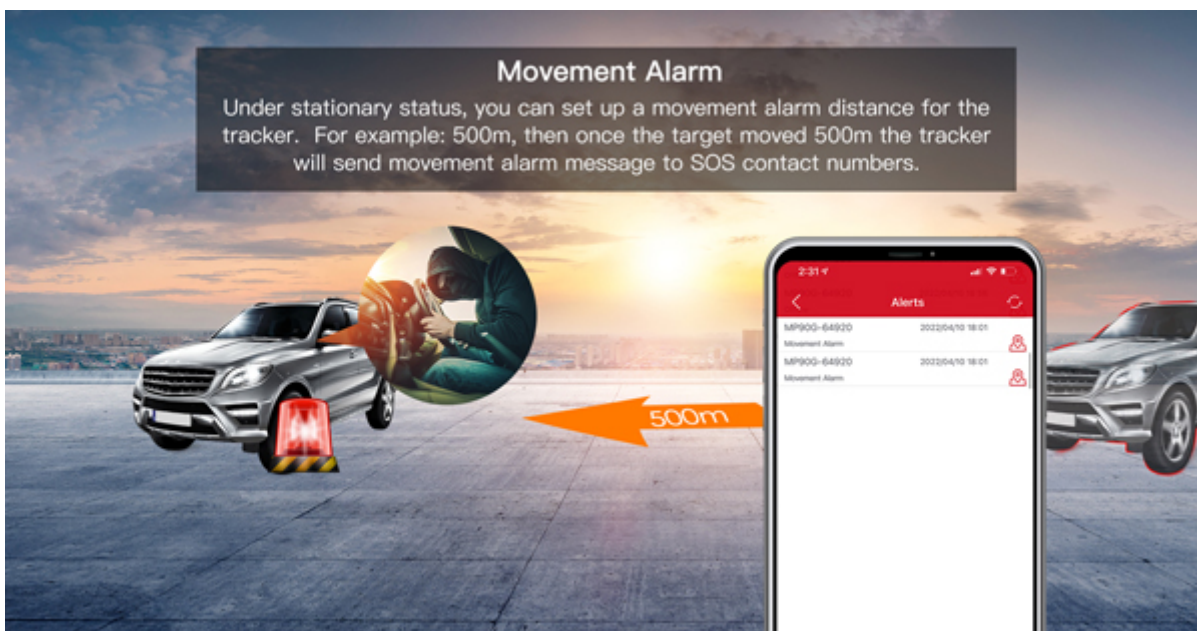 Movement Alarm
Under stationary status, you can set up a movement alarm distance for the
tracker. For example: 500m, then once the target moved 500m the tracker
will send movement alarm message to SOS contact numbers.
2:31
Alerts
MP90G-64920 2022/04/10 18:01
Movement Alarm
MP90G-64920 2022/04/10 18:01
Movement Alarm
500m